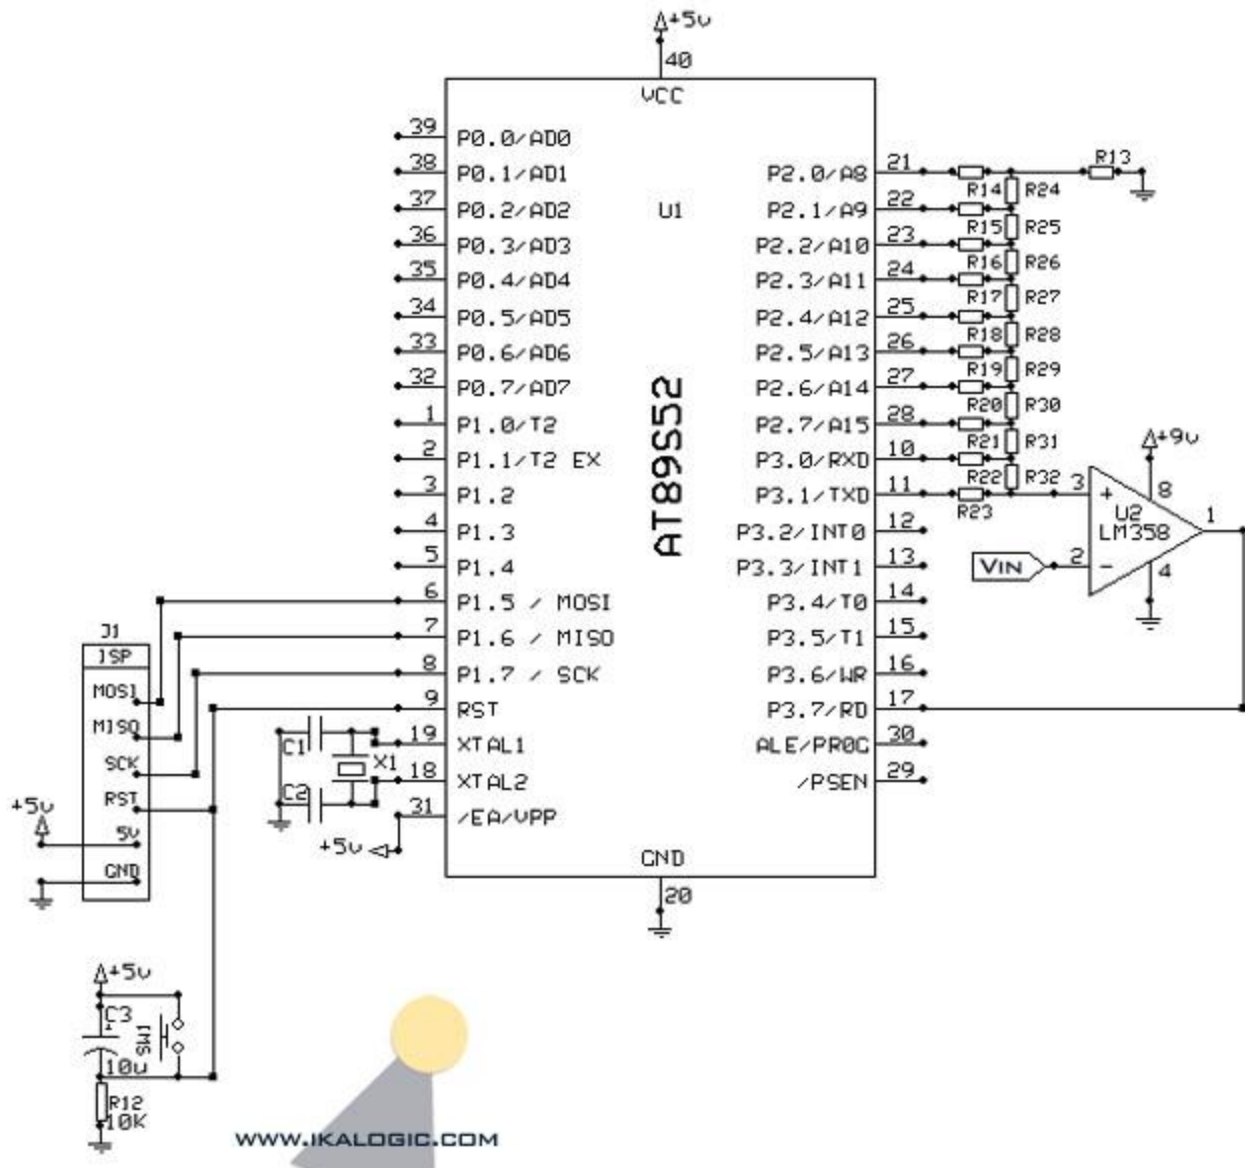 +5v
40
VCC
39 P0.0/AD0
38 P0.1/AD1
37 P0.2/AD2
36 P0.3/AD3
35 P0.4/AD4
34 P0.5/AD5
33 P0.6/AD6
32 P0.7/AD7
1 P1.0/T2
2 P1.1/T2 EX
3 P1.2
4 P1.3
5 P1.4
6 P1.5 / MOSI
7 P1.6 / MISO
8 P1.7 / SCK
9 RST
19 XTAL1
18 XTAL2
31 /EA/VPP
U1
AT89S52
P2.0/A8 21
P2.1/A9 22
P2.2/A10 23
P2.3/A11 24
P2.4/A12 25
P2.5/A13 26
P2.6/A14 27
P2.7/A15 28
P3.0/RXD 10
P3.1/TXD 11
P3.2/INT0 12
P3.3/INT1 13
P3.4/T0 14
P3.5/T1 15
P3.6/WR 16
P3.7/RD 17
ALE/PROG 30
/PSEN 29
GND
20
R13
R14 R24
R15 R25
R16 R26
R17 R27
R18 R28
R19 R29
R20 R30
R21 R31
R22 R32
R23
+9v
3 + 8
U2
LM358
1
VIN
2 - 4
J1
ISP
MOSI
MISO
SCK
RST
5V
GND
+5v
C1
X1
C2
+5v
+5v
C3
+
SW1
10u
R12
10K
WWW.IKALOGIC.COM